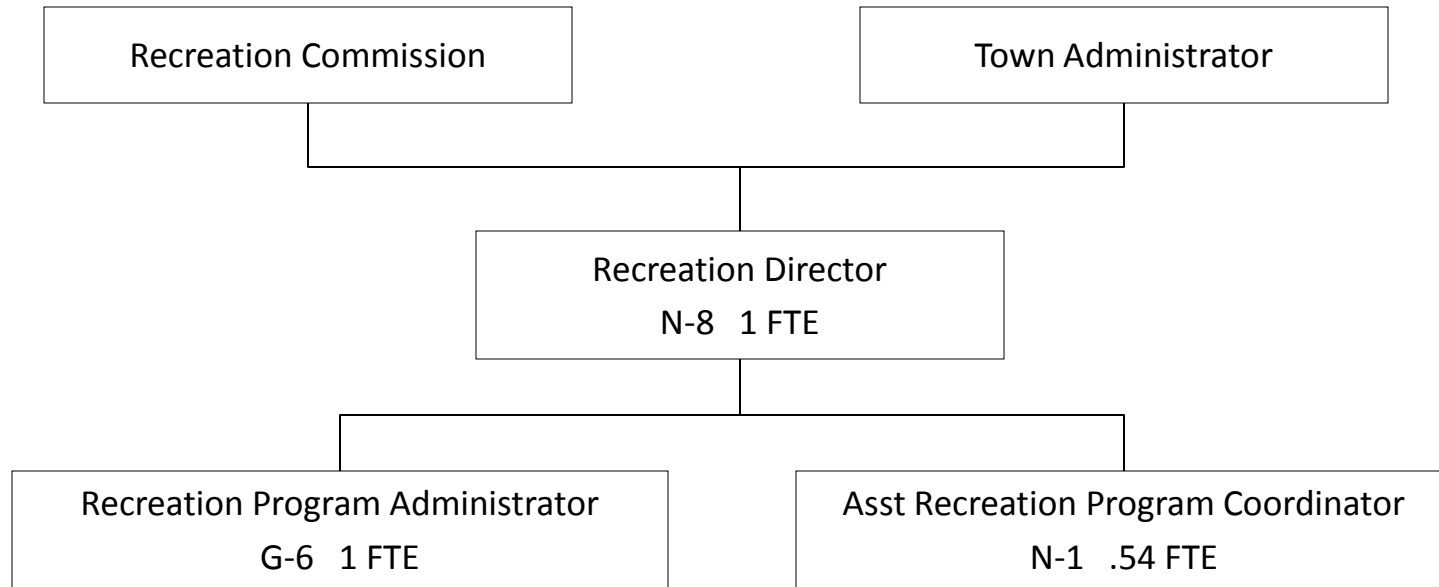 Recreation Commission
Town Administrator
Recreation Director
N-8 1 FTE
Recreation Program Administrator
G-6 1 FTE
Asst Recreation Program Coordinator
N-1 .54 FTE